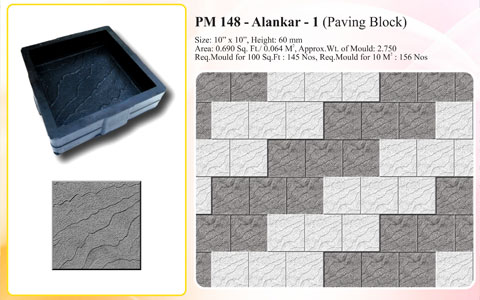 PM 148 - Alankar - 1 (Paving Block)
Size: 10” x 10”, Height: 60 mm
Area: 0.690 Sq. Ft./ 0.064 M², Approx.Wt. of Mould: 2.750
Req.Mould for 100 Sq.Ft : 145 Nos, Req.Mould for 10 M² : 156 Nos